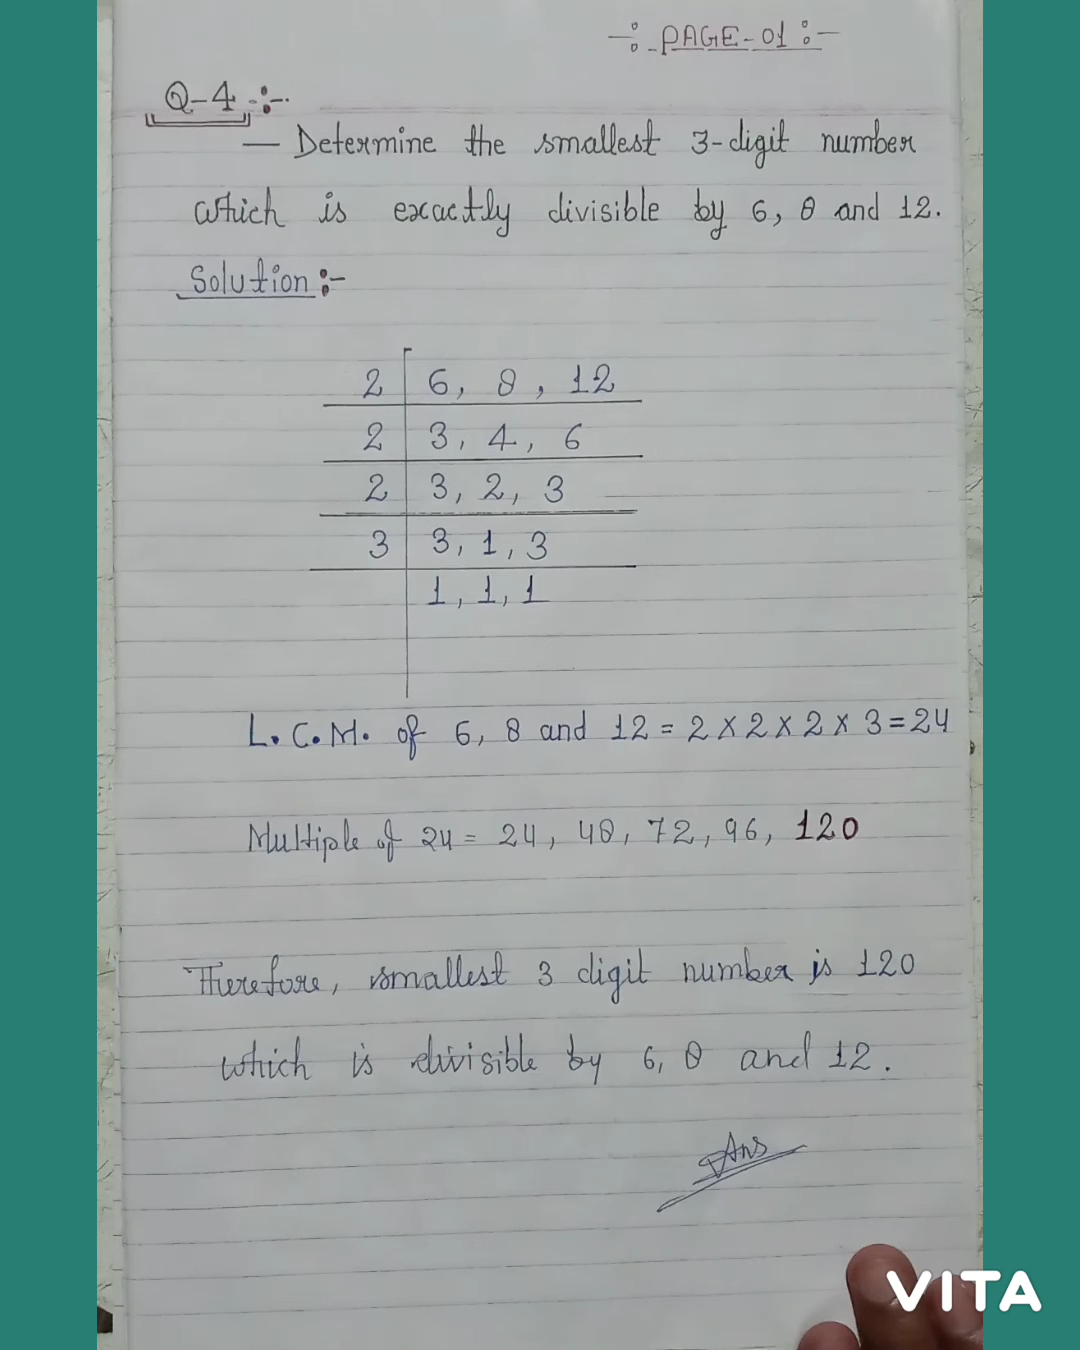 -: PAGE-01 :-
Q-4 :-
— Determine the smallest 3-digit number
which is exactly divisible by 6, 8 and 12.
Solution :-
2 | 6, 8, 12
2 | 3, 4, 6
2 | 3, 2, 3
3 | 3, 1, 3
| 1, 1, 1
L.C.M. of 6, 8 and 12 = 2 X 2 X 2 X 3 = 24
Multiple of 24 = 24, 48, 72, 96, 120
Therefore, smallest 3 digit number is 120
which is divisible by 6, 8 and 12.
Ans
VITA